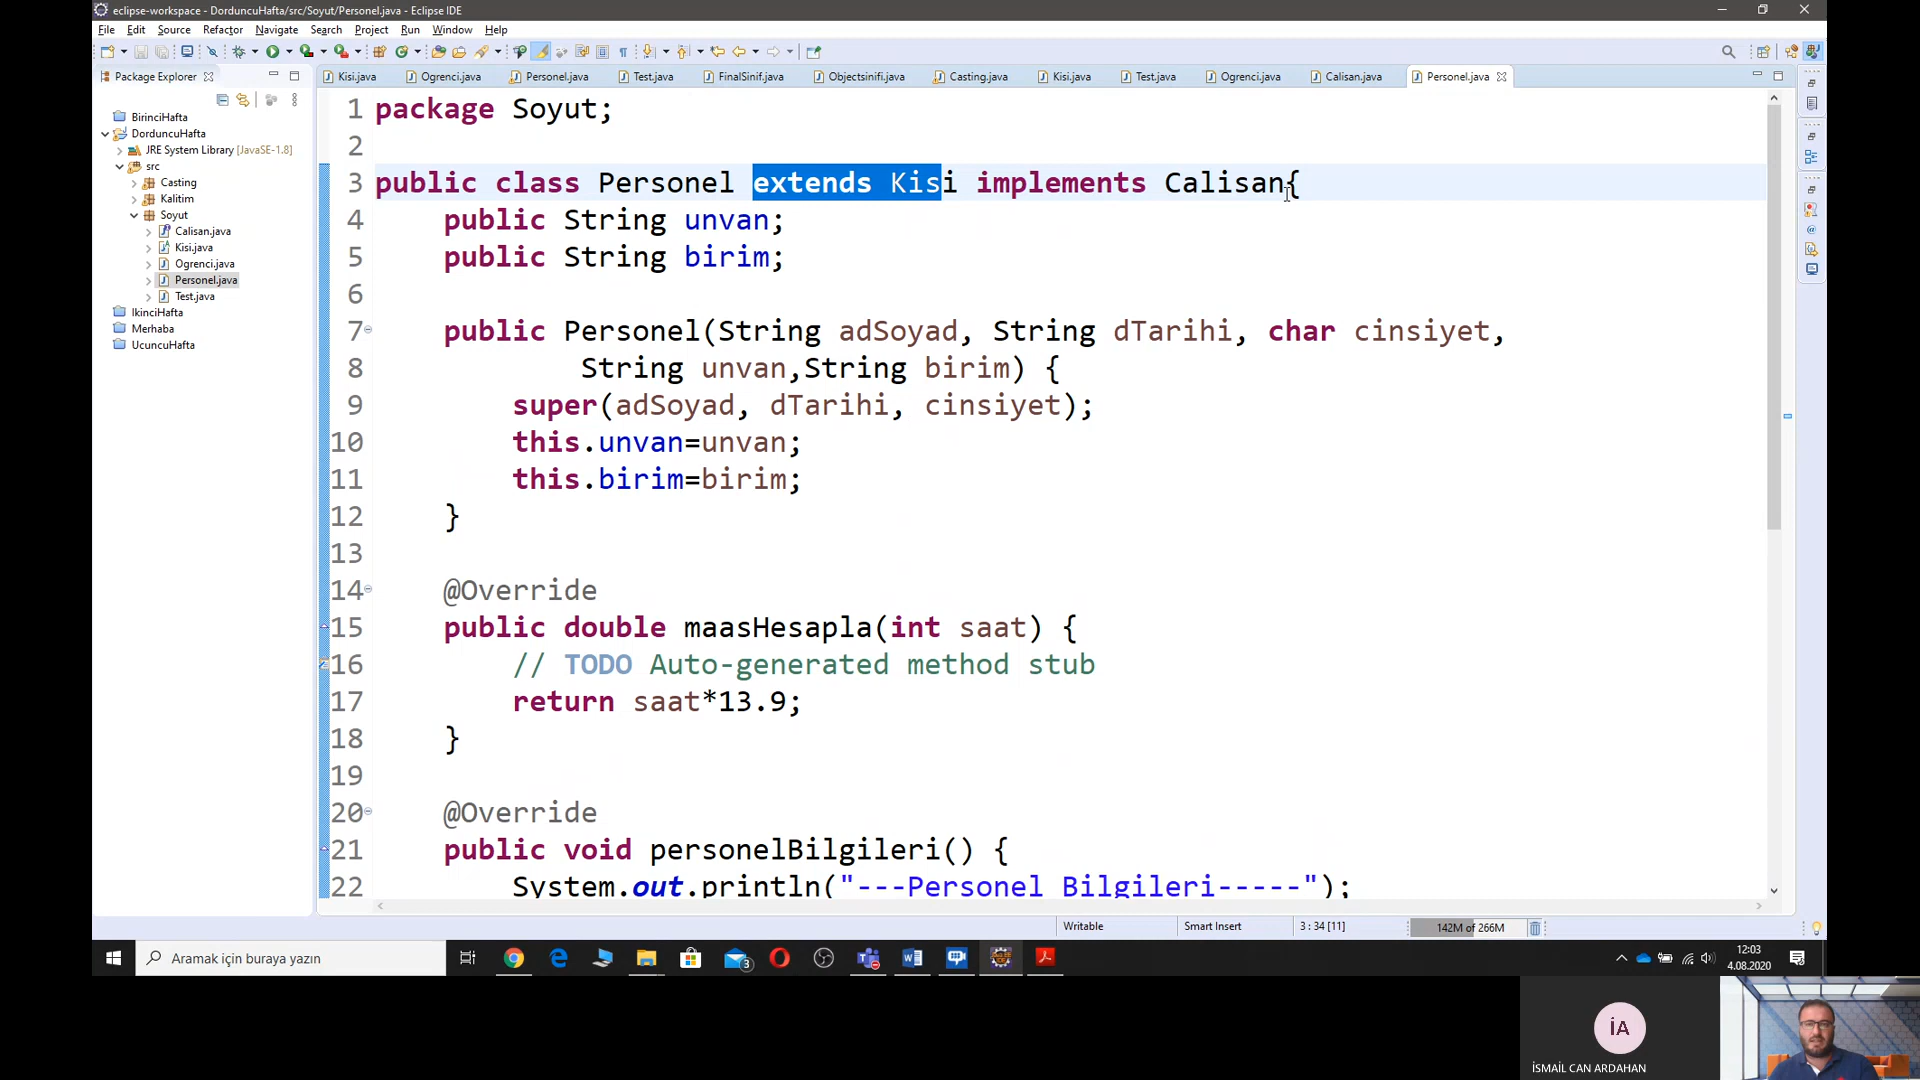 eclipse-workspace - DorduncuHafta/src/Soyut/Personel.java - Eclipse IDE
File Edit Source Refactor Navigate Search Project Run Window Help
Package Explorer
Kisi.java Ogrenci.java Personel.java Test.java FinalSinif.java Objectsinifi.java Casting.java Kisi.java Test.java Ogrenci.java Calisan.java Personel.java
BirinciHafta
DorduncuHafta
JRE System Library [JavaSE-1.8]
src
Casting
Kalitim
Soyut
Calisan.java
Kisi.java
Ogrenci.java
Personel.java
Test.java
IkinciHafta
Merhaba
UcuncuHafta
1 package Soyut;
2
3 public class Personel extends Kisi implements Calisan{
4 public String unvan;
5 public String birim;
6
7 public Personel(String adSoyad, String dTarihi, char cinsiyet,
8 String unvan,String birim) {
9 super(adSoyad, dTarihi, cinsiyet);
10 this.unvan=unvan;
11 this.birim=birim;
12 }
13
14 @Override
15 public double maasHesapla(int saat) {
16 // TODO Auto-generated method stub
17 return saat*13.9;
18 }
19
20 @Override
21 public void personelBilgileri() {
22 System.out.println("---Personel Bilgileri-----");
Writable Smart Insert 3 : 34 [11] 142M of 266M
Aramak için buraya yazın
3
12:03
4.08.2020
İA
İSMAİL CAN ARDAHAN